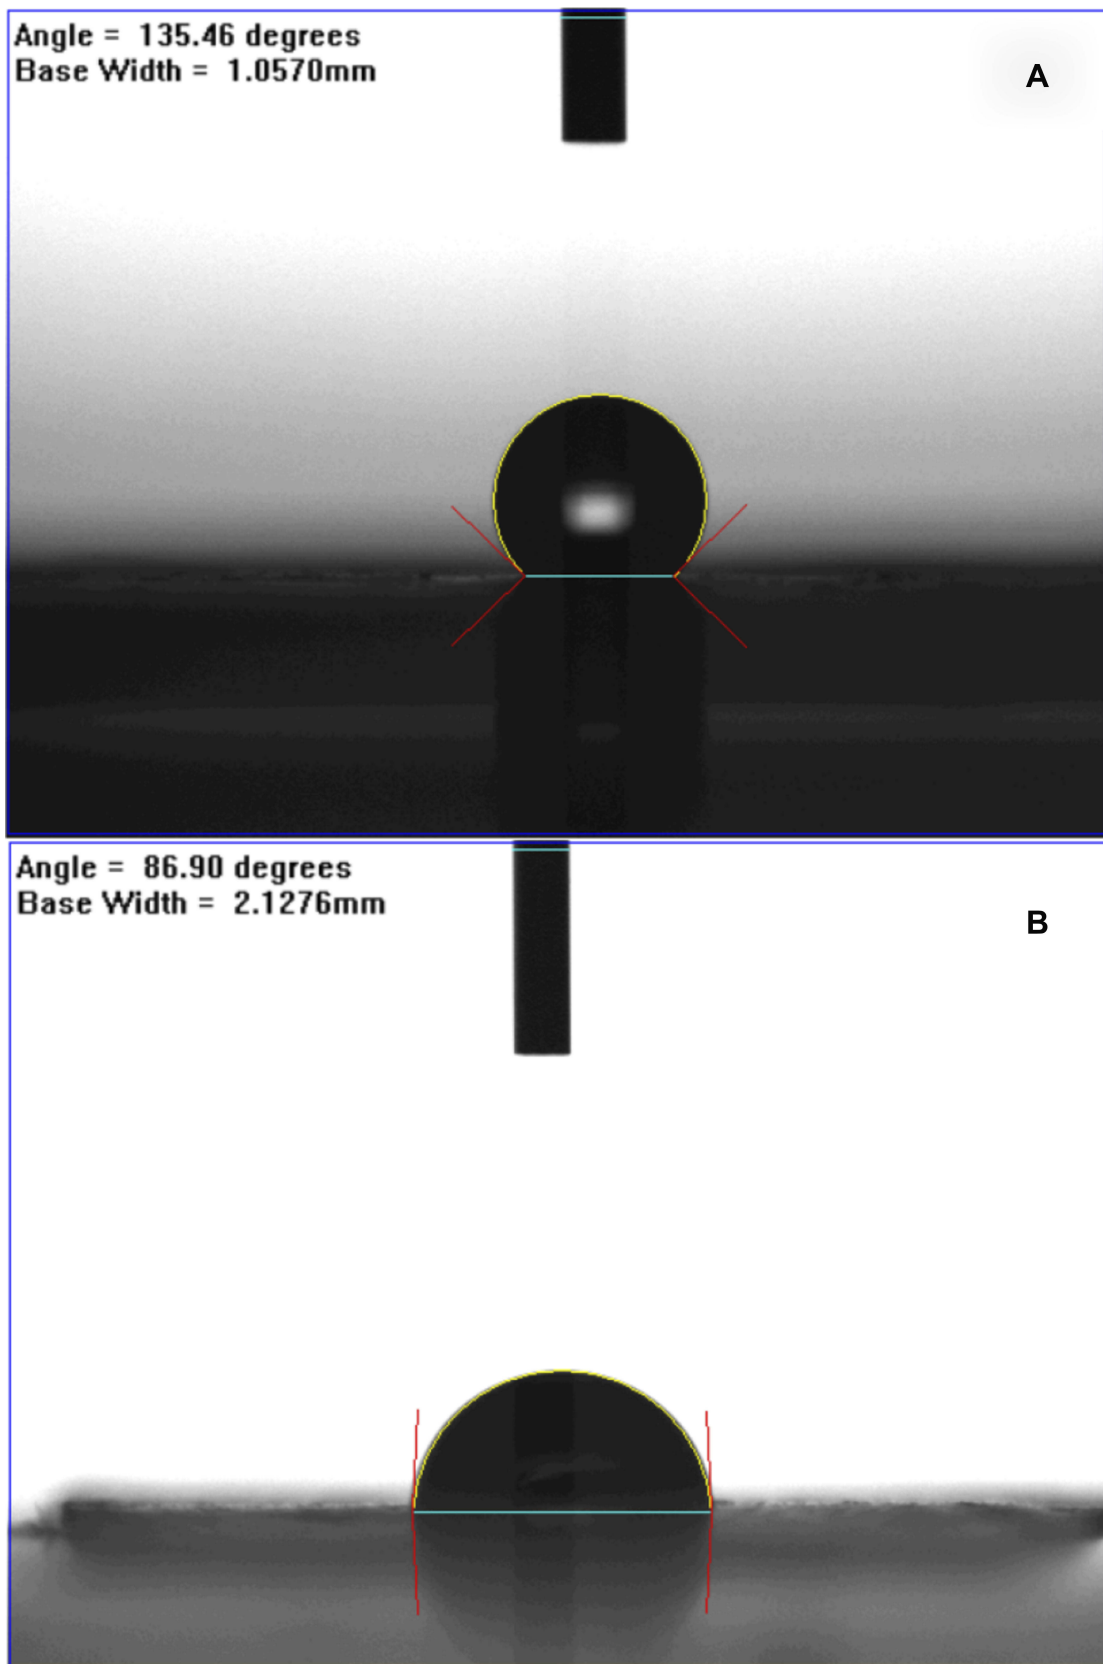 Angle = 135.46 degrees
Base Width = 1.0570mm
A
Angle = 86.90 degrees
Base Width = 2.1276mm
B